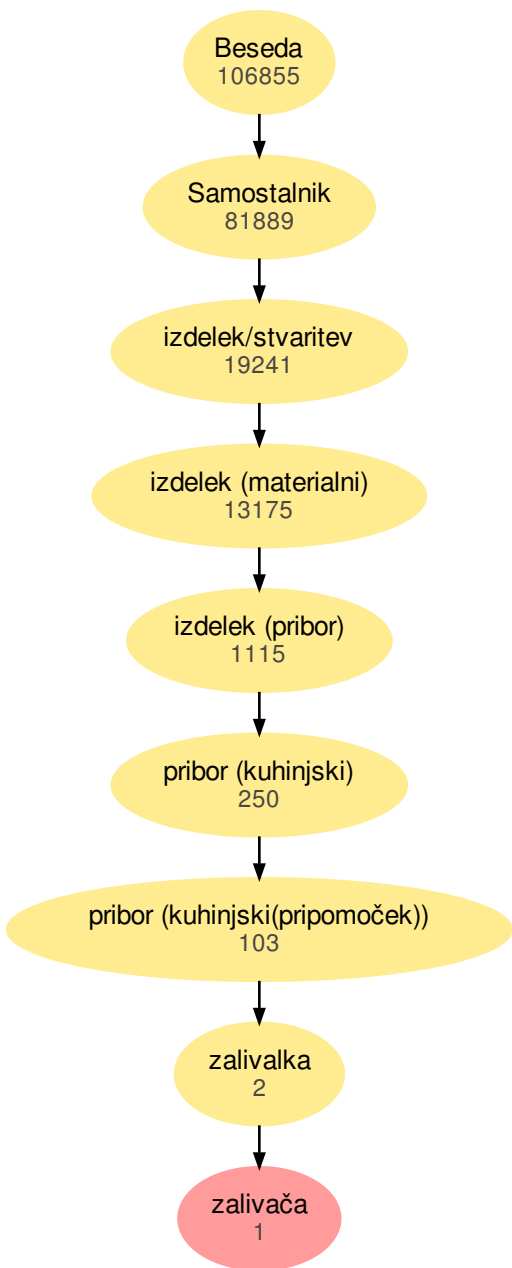 Beseda
106855
Samostalnik
81889
izdelek/stvaritev
19241
izdelek (materialni)
13175
izdelek (pribor)
1115
pribor (kuhinjski)
250
pribor (kuhinjski(pripomoček))
103
zalivalka
2
zalivača
1